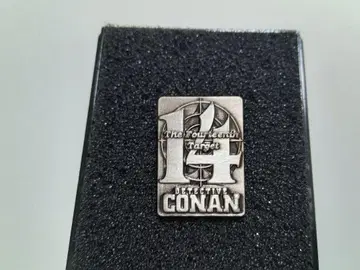 14
The Fourteenth
Target
DETECTIVE
CONAN